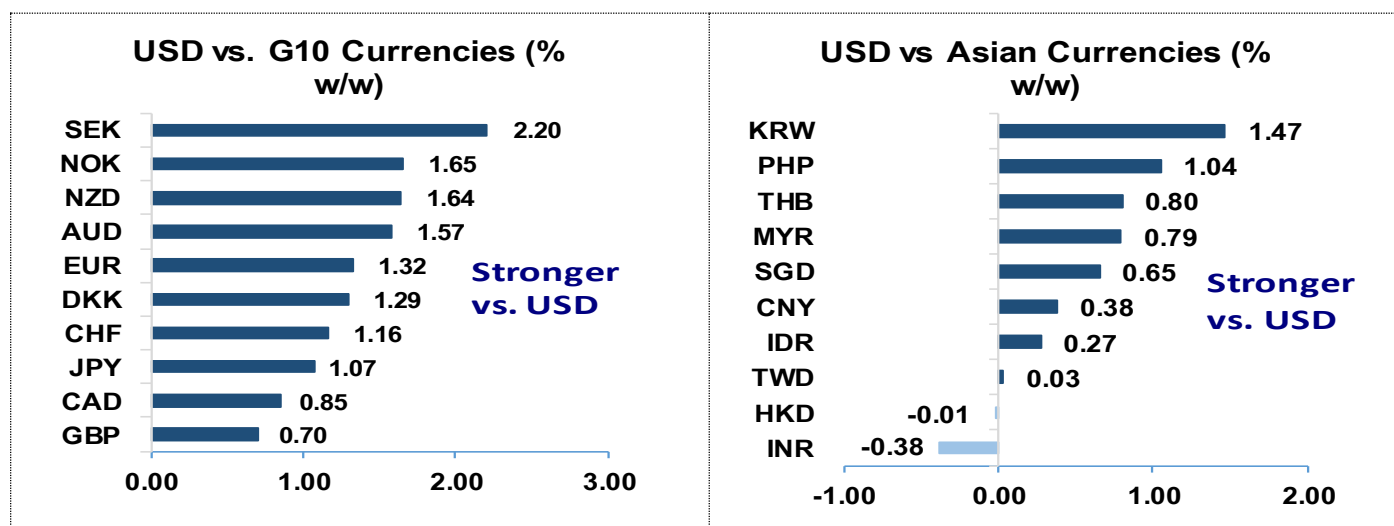 USD vs. G10 Currencies (%
w/w)
SEK 2.20
NOK 1.65
NZD 1.64
AUD 1.57
EUR 1.32
DKK 1.29
CHF 1.16
JPY 1.07
CAD 0.85
GBP 0.70
Stronger
vs. USD
0.00 1.00 2.00 3.00
USD vs Asian Currencies (%
w/w)
KRW 1.47
PHP 1.04
THB 0.80
MYR 0.79
SGD 0.65
CNY 0.38
IDR 0.27
TWD 0.03
HKD -0.01
INR -0.38
Stronger
vs. USD
-1.00 0.00 1.00 2.00